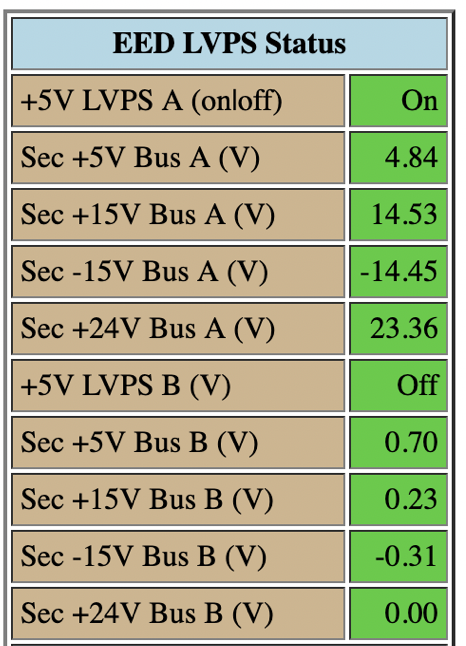 EED LVPS Status
+5V LVPS A (on|off) On
Sec +5V Bus A (V) 4.84
Sec +15V Bus A (V) 14.53
Sec -15V Bus A (V) -14.45
Sec +24V Bus A (V) 23.36
+5V LVPS B (V) Off
Sec +5V Bus B (V) 0.70
Sec +15V Bus B (V) 0.23
Sec -15V Bus B (V) -0.31
Sec +24V Bus B (V) 0.00